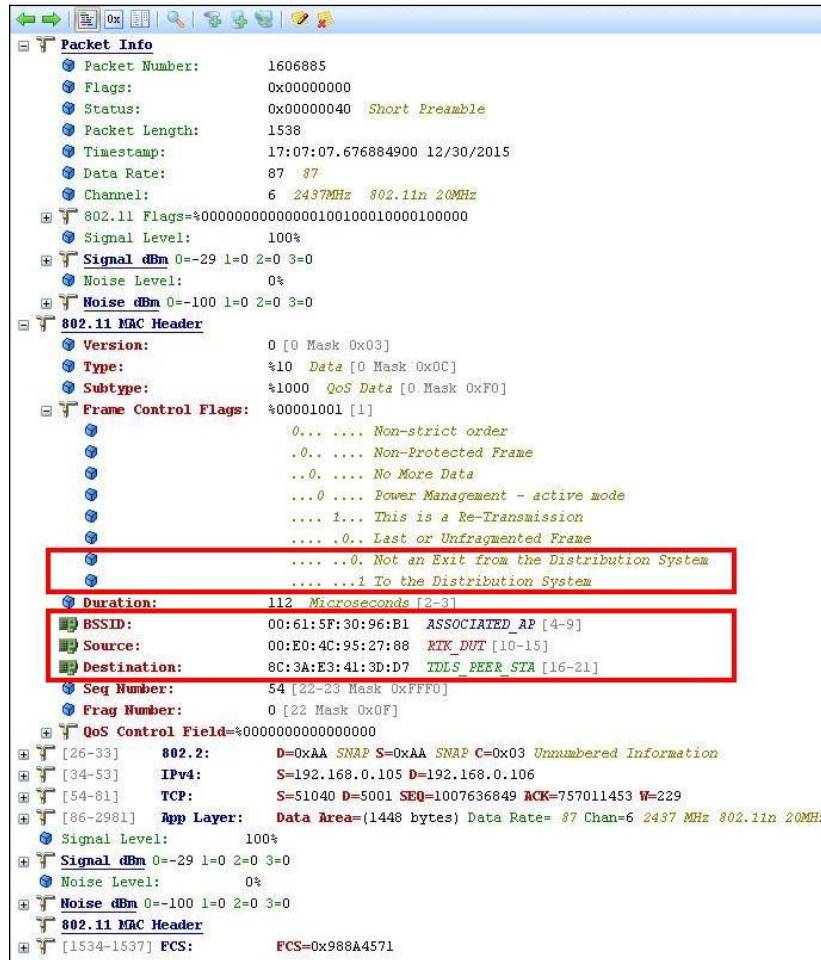 0x
Packet Info
Packet Number: 1606885
Flags: 0x00000000
Status: 0x00000040 Short Preamble
Packet Length: 1538
Timestamp: 17:07:07.676884900 12/30/2015
Data Rate: 87 87
Channel: 6 2437MHz 802.11n 20MHz
802.11 Flags=%00000000000000100100010000100000
Signal Level: 100%
Signal dBm 0=-29 1=0 2=0 3=0
Noise Level: 0%
Noise dBm 0=-100 1=0 2=0 3=0
802.11 MAC Header
Version: 0 [0 Mask 0x03]
Type: %10 Data [0 Mask 0x0C]
Subtype: %1000 QoS Data [0 Mask 0xF0]
Frame Control Flags: %00001001 [1]
0... .... Non-strict order
.0.. .... Non-Protected Frame
..0. .... No More Data
...0 .... Power Management - active mode
.... 1... This is a Re-Transmission
.... .0.. Last or Unfragmented Frame
.... ..0. Not an Exit from the Distribution System
.... ...1 To the Distribution System
Duration: 112 Microseconds [2-3]
BSSID: 00:61:5F:30:96:B1 ASSOCIATED_AP [4-9]
Source: 00:E0:4C:95:27:88 RTK_DUT [10-15]
Destination: 8C:3A:E3:41:3D:D7 TDLS_PEER_STA [16-21]
Seq Number: 54 [22-23 Mask 0xFFF0]
Frag Number: 0 [22 Mask 0x0F]
QoS Control Field=%0000000000000000
[26-33] 802.2: D=0xAA SNAP S=0xAA SNAP C=0x03 Unnumbered Information
[34-53] IPv4: S=192.168.0.105 D=192.168.0.106
[54-81] TCP: S=51040 D=5001 SEQ=1007636849 ACK=757011453 W=229
[86-2981] App Layer: Data Area=(1448 bytes) Data Rate= 87 Chan=6 2437 MHz 802.11n 20MHz
Signal Level: 100%
Signal dBm 0=-29 1=0 2=0 3=0
Noise Level: 0%
Noise dBm 0=-100 1=0 2=0 3=0
802.11 MAC Header
[1534-1537] FCS: FCS=0x988A4571